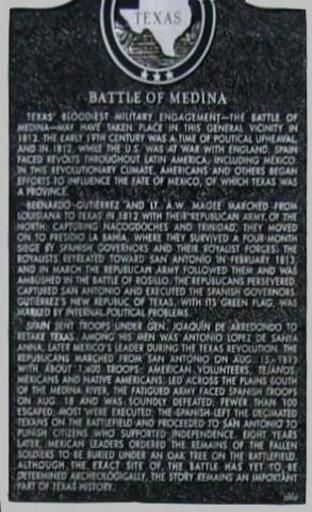 TEXAS
BATTLE OF MEDINA
TEXAS' BLOODIEST MILITARY ENGAGEMENT—THE BATTLE OF
MEDINA—MAY HAVE TAKEN PLACE IN THIS GENERAL VICINITY IN
1813. THE EARLY 19TH CENTURY WAS A TIME OF POLITICAL UPHEAVAL,
AND IN 1812, WHILE THE U.S. WAS AT WAR WITH ENGLAND, SPAIN
FACED REVOLTS THROUGHOUT LATIN AMERICA, INCLUDING MEXICO.
IN THIS REVOLUTIONARY CLIMATE, AMERICANS AND OTHERS BEGAN
EFFORTS TO INFLUENCE THE FATE OF MEXICO, OF WHICH TEXAS WAS
A PROVINCE.
BERNARDO GUTIÉRREZ AND LT. A.W. MAGEE MARCHED FROM
LOUISIANA TO TEXAS IN 1812 WITH THEIR REPUBLICAN ARMY OF THE
NORTH; CAPTURING NACOGDOCHES AND TRINIDAD, THEY MOVED
ON TO PRESIDIO LA BAHIA, WHERE THEY SURVIVED A FOUR-MONTH
SIEGE BY SPANISH GOVERNORS AND THEIR ROYALIST FORCES. THE
ROYALISTS RETREATED TOWARD SAN ANTONIO IN FEBRUARY 1813,
AND IN MARCH THE REPUBLICAN ARMY FOLLOWED THEM AND WAS
AMBUSHED IN THE BATTLE OF ROSILLO. THE REPUBLICANS PERSEVERED,
CAPTURED SAN ANTONIO AND EXECUTED THE SPANISH GOVERNORS.
GUTIÉRREZ'S NEW REPUBLIC OF TEXAS, WITH ITS GREEN FLAG, WAS
MARKED BY INTERNAL POLITICAL PROBLEMS.
SPAIN SENT TROOPS UNDER GEN. JOAQUÍN DE ARREDONDO TO
RETAKE TEXAS. AMONG HIS MEN WAS ANTONIO LOPEZ DE SANTA
ANNA, LATER MEXICO'S LEADER DURING THE TEXAS REVOLUTION. THE
REPUBLICANS MARCHED FROM SAN ANTONIO ON AUG. 15, 1813
WITH ABOUT 1,400 TROOPS: AMERICAN VOLUNTEERS, TEJANOS,
MEXICANS AND NATIVE AMERICANS. LED ACROSS THE PLAINS SOUTH
OF THE MEDINA RIVER, THE FATIGUED ARMY FACED SPANISH TROOPS
ON AUG. 18 AND WAS SOUNDLY DEFEATED; FEWER THAN 100
ESCAPED; MOST WERE EXECUTED. THE SPANISH LEFT THE DECIMATED
TEXANS ON THE BATTLEFIELD AND PROCEEDED TO SAN ANTONIO TO
PUNISH CITIZENS WHO SUPPORTED INDEPENDENCE. EIGHT YEARS
LATER, MEXICAN LEADERS ORDERED THE REMAINS OF THE FALLEN
SOLDIERS TO BE BURIED UNDER AN OAK TREE ON THE BATTLEFIELD.
ALTHOUGH THE EXACT SITE OF THE BATTLE HAS YET TO BE
DETERMINED ARCHEOLOGICALLY, THE STORY REMAINS AN IMPORTANT
PART OF TEXAS HISTORY.